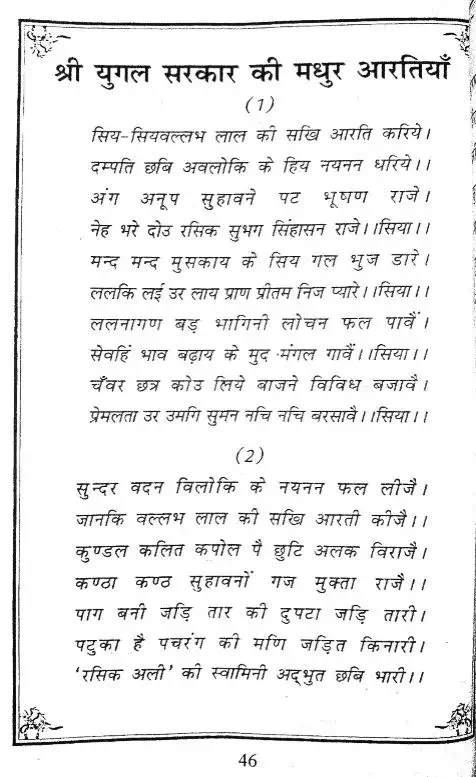 श्री युगल सरकार की मधुर आरतियाँ
(1)
सिय-सियवल्लभ लाल की सखि आरति करिये।
दम्पति छबि अवलोकि के हिय नयनन धरिये।।
अंग अनूप सुहावने पट भूषण राजे।
नेह भरे दोउ रसिक सुभग सिंहासन राजे।।सिया।।
मन्द मन्द मुसकाय के सिय गल भुज डारे।
ललकि लई उर लाय प्राण प्रीतम निज प्यारे।।सिया।।
ललनागण बड़ भागिनी लोचन फल पावैं।
सेवहिं भाव बढ़ाय के मुद मंगल गावैं।।सिया।।
चँवर छत्र कोउ लिये बाजने विविध बजावै।
प्रेमलता उर उमगि सुमन नचि नचि बरसावै।।सिया।।
(2)
सुन्दर वदन विलोकि के नयनन फल लीजै।
जानकि वल्लभ लाल की सखि आरती कीजै।।
कुण्डल कलित कपोल पै छुटि अलक विराजै।
कण्ठा कण्ठ सुहावनों गज मुक्ता राजै।।
पाग बनी जड़ि तार की दुपटा जड़ि तारी।
पटुका है पचरंग की मणि जड़ित किनारी।
‘रसिक अली’ की स्वामिनी अद्भुत छबि भारी।।
46